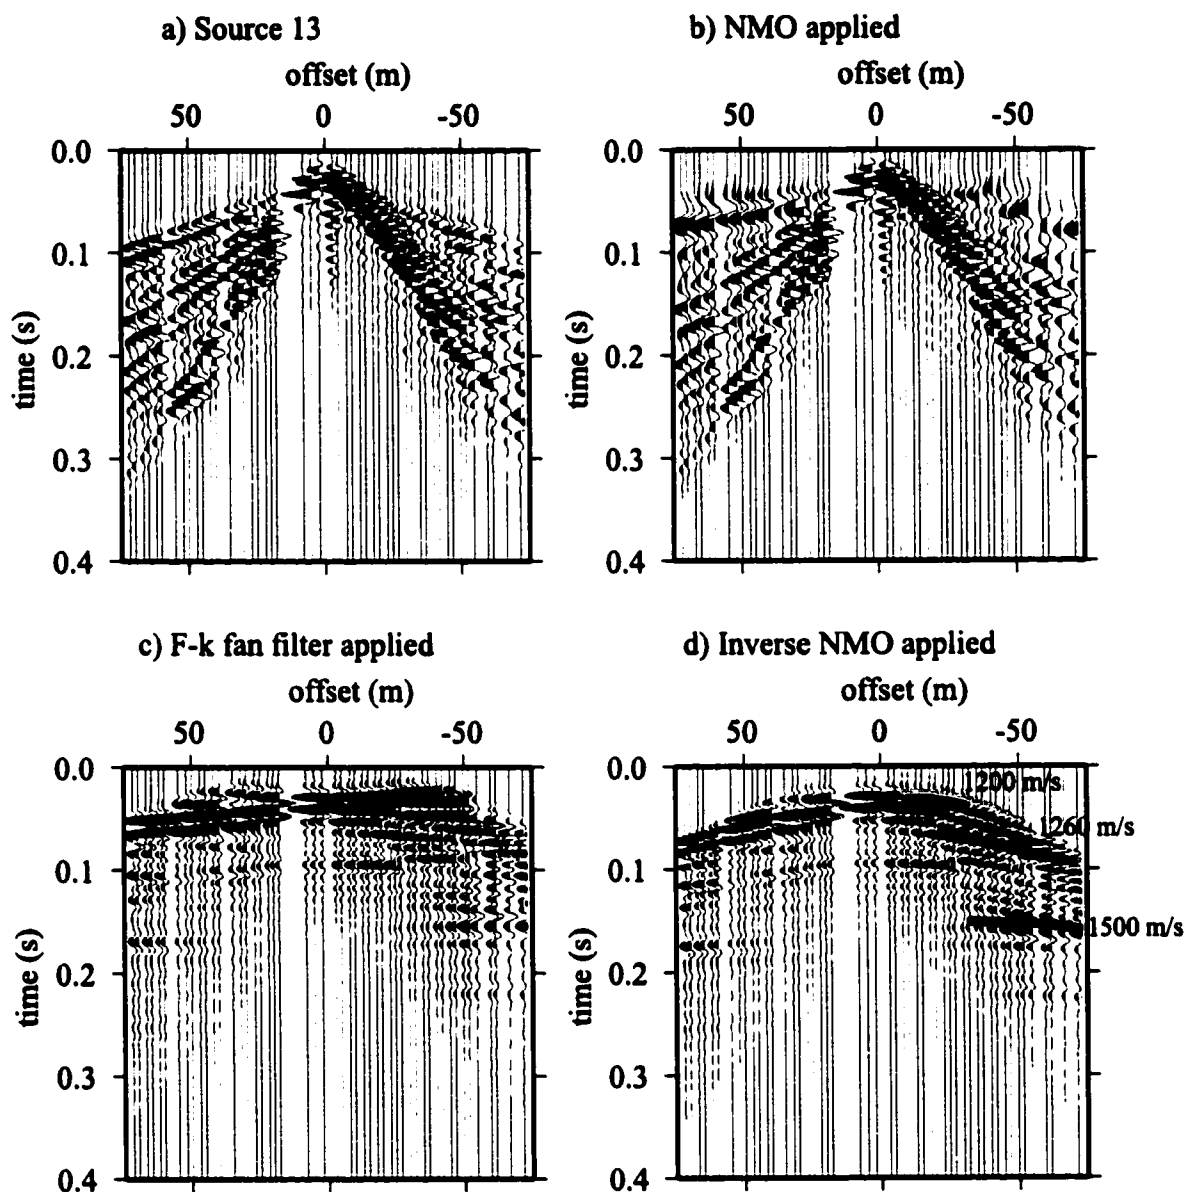 a) Source 13
offset (m)
50 0 -50
0.0
0.1
0.2
0.3
0.4
time (s)
b) NMO applied
offset (m)
50 0 -50
0.0
0.1
0.2
0.3
0.4
time (s)
c) F-k fan filter applied
offset (m)
50 0 -50
0.0
0.1
0.2
0.3
0.4
time (s)
d) Inverse NMO applied
offset (m)
50 0 -50
0.0
0.1
0.2
0.3
0.4
time (s)
1200 m/s
1260 m/s
1500 m/s